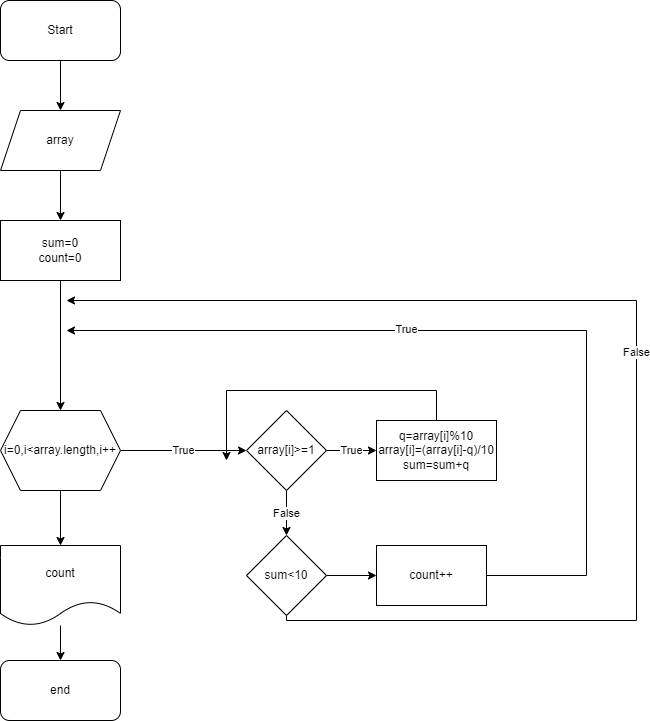 Start
array
sum=0
count=0
True
False
i=0,i<array.length,i++
True
array[i]>=1
True
q=array[i]%10
array[i]=(array[i]-q)/10
sum=sum+q
False
count
sum<10
count++
end